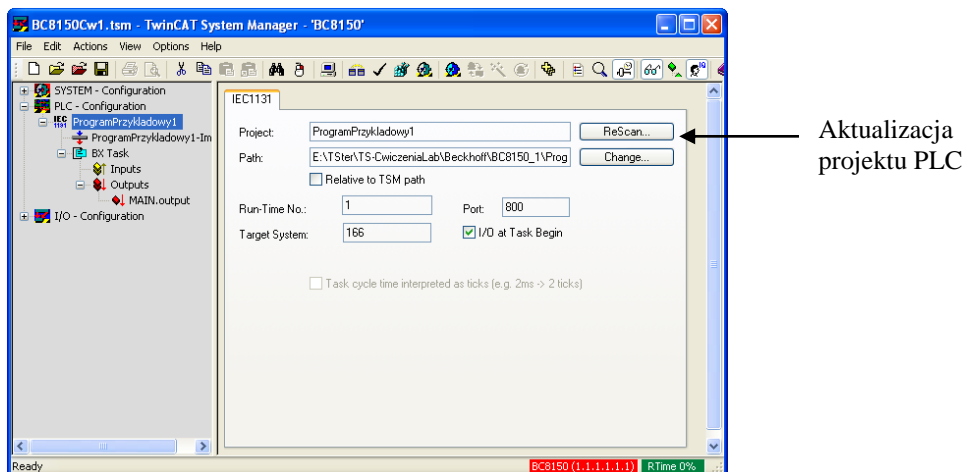 BC8150Cw1.tsm - TwinCAT System Manager - 'BC8150'
File Edit Actions View Options Help
SYSTEM - Configuration
PLC - Configuration
IEC 1131 ProgramPrzykladowy1
ProgramPrzykladowy1-Im
BX Task
Inputs
Outputs
MAIN.output
I/O - Configuration
IEC1131
Project: ProgramPrzykladowy1 ReScan...
Path: E:\TSter\TS-CwiczeniaLab\Beckhoff\BC8150_1\Prog Change...
Relative to TSM path
Run-Time No.: 1 Port: 800
Target System: 166 I/O at Task Begin
Task cycle time interpreted as ticks (e.g. 2ms -> 2 ticks)
Ready BC8150 (1.1.1.1.1.1) RTime 0%
Aktualizacja
projektu PLC